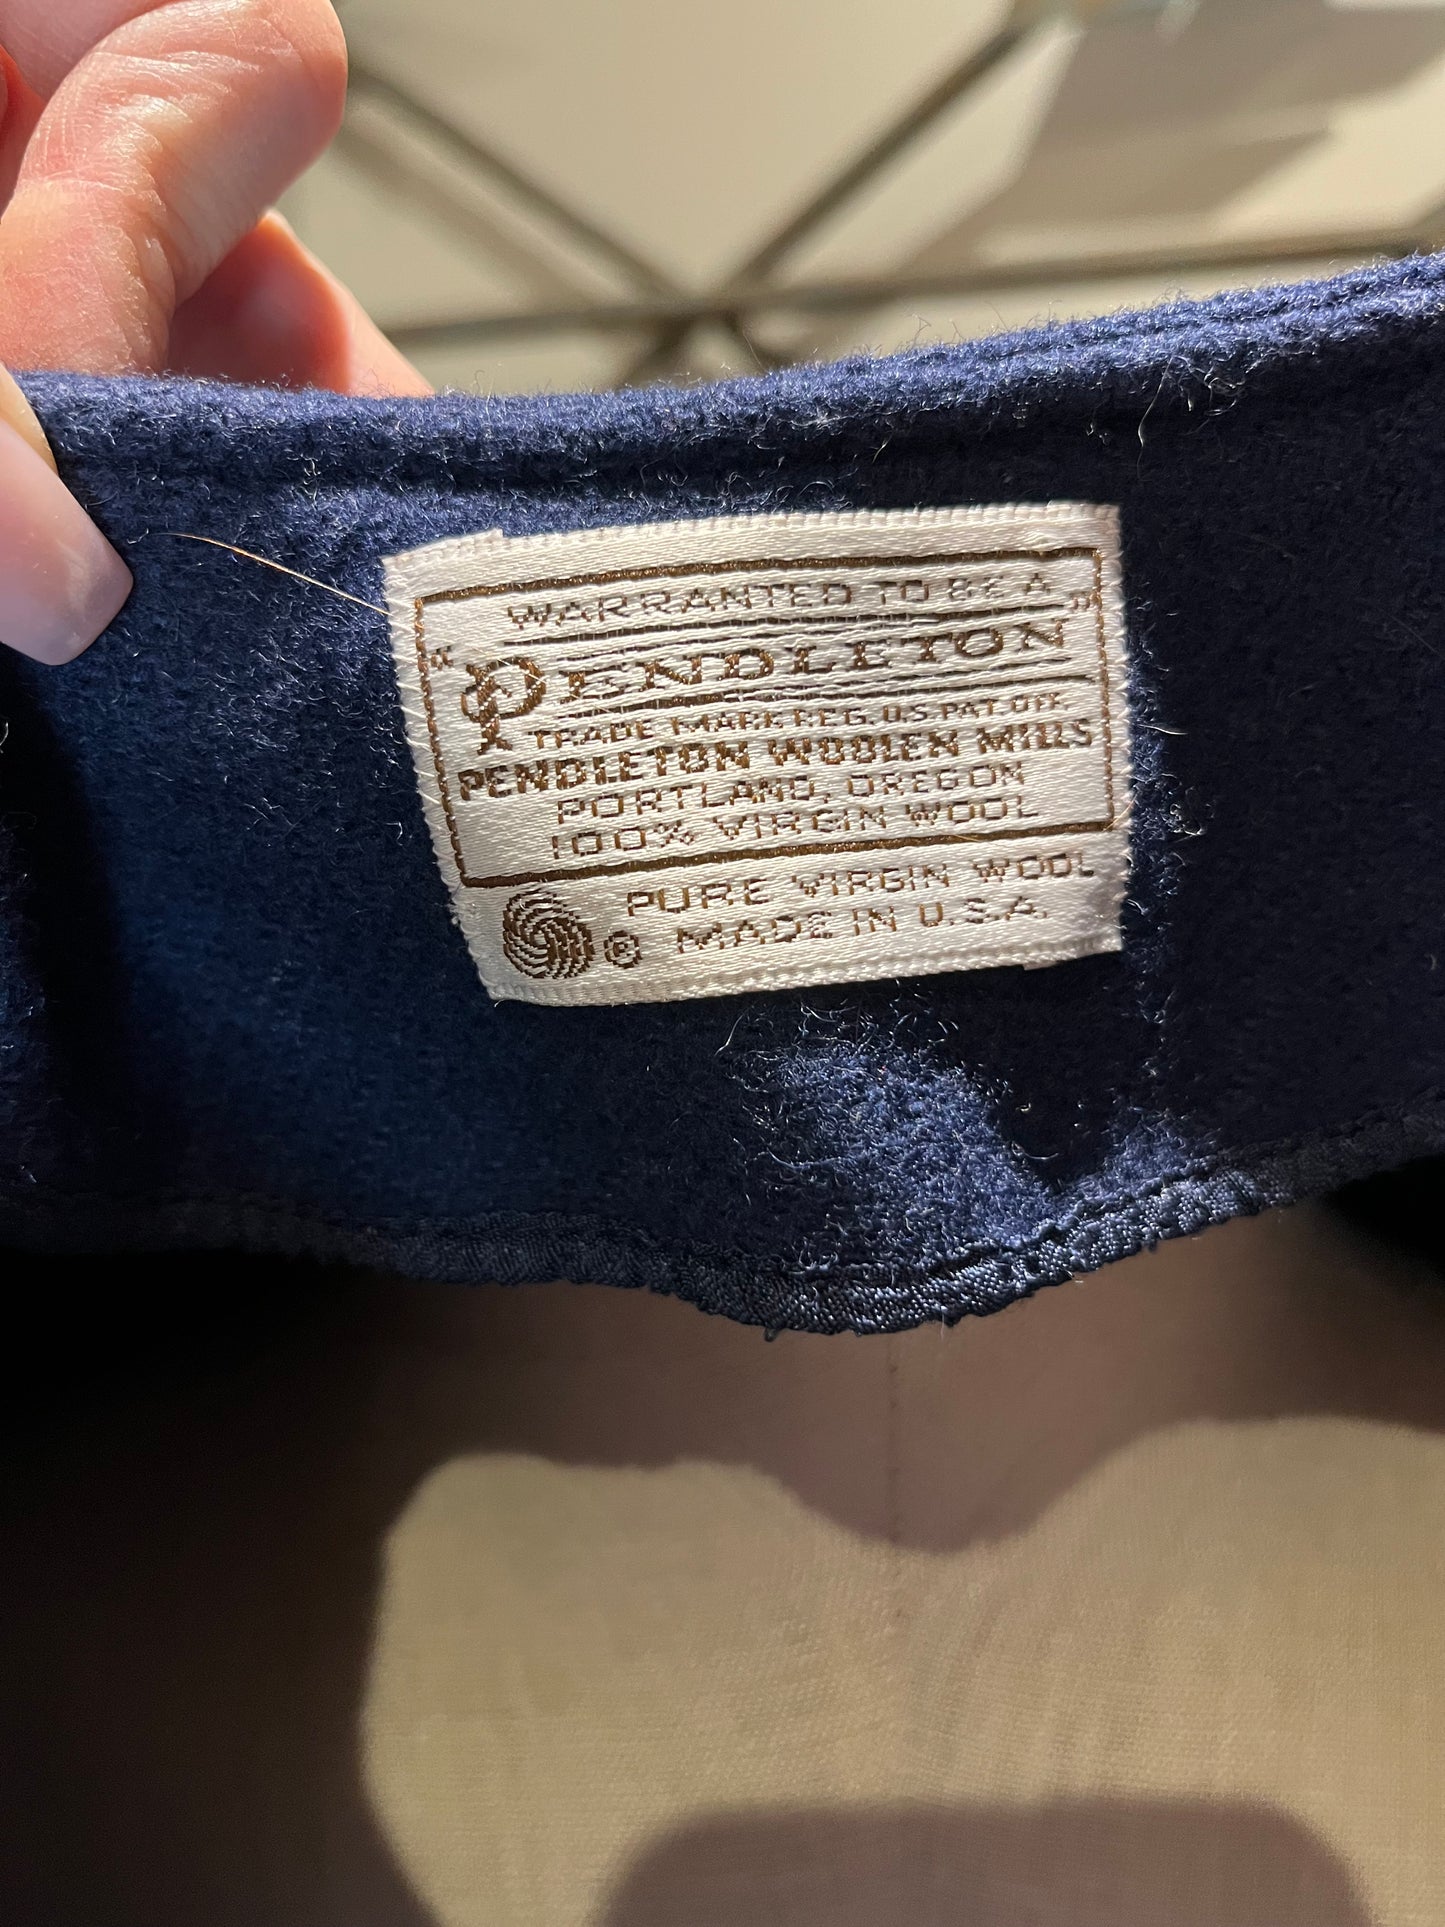 WARRANTED TO BE A
"PENDLETON"
TRADE MARK REG. U.S. PAT. OFF.
PENDLETON WOOLEN MILLS
PORTLAND, OREGON
100% VIRGIN WOOL
PURE VIRGIN WOOL
® MADE IN U.S.A.